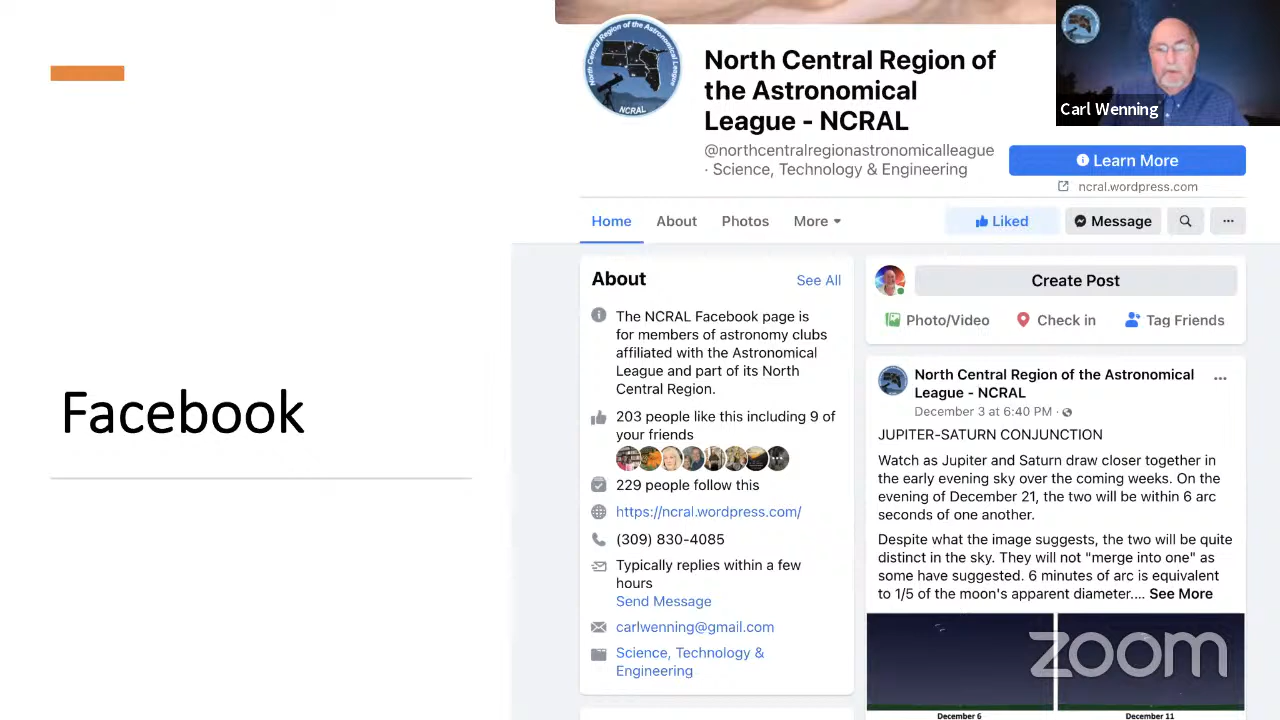 Facebook
North Central Region of the Astronomical League
NCRAL
North Central Region of
the Astronomical
League - NCRAL
@northcentralregionastronomicalleague
· Science, Technology & Engineering
Carl Wenning
Learn More
ncral.wordpress.com
Home About Photos More
Liked Message ...
About See All
The NCRAL Facebook page is
for members of astronomy clubs
affiliated with the Astronomical
League and part of its North
Central Region.
203 people like this including 9 of
your friends
229 people follow this
https://ncral.wordpress.com/
(309) 830-4085
Typically replies within a few
hours
Send Message
carlwenning@gmail.com
Science, Technology &
Engineering
Create Post
Photo/Video Check in Tag Friends
North Central Region of the Astronomical
League - NCRAL
December 3 at 6:40 PM ·
JUPITER-SATURN CONJUNCTION
Watch as Jupiter and Saturn draw closer together in
the early evening sky over the coming weeks. On the
evening of December 21, the two will be within 6 arc
seconds of one another.
Despite what the image suggests, the two will be quite
distinct in the sky. They will not "merge into one" as
some have suggested. 6 minutes of arc is equivalent
to 1/5 of the moon's apparent diameter.... See More
zoom
December 6 December 11